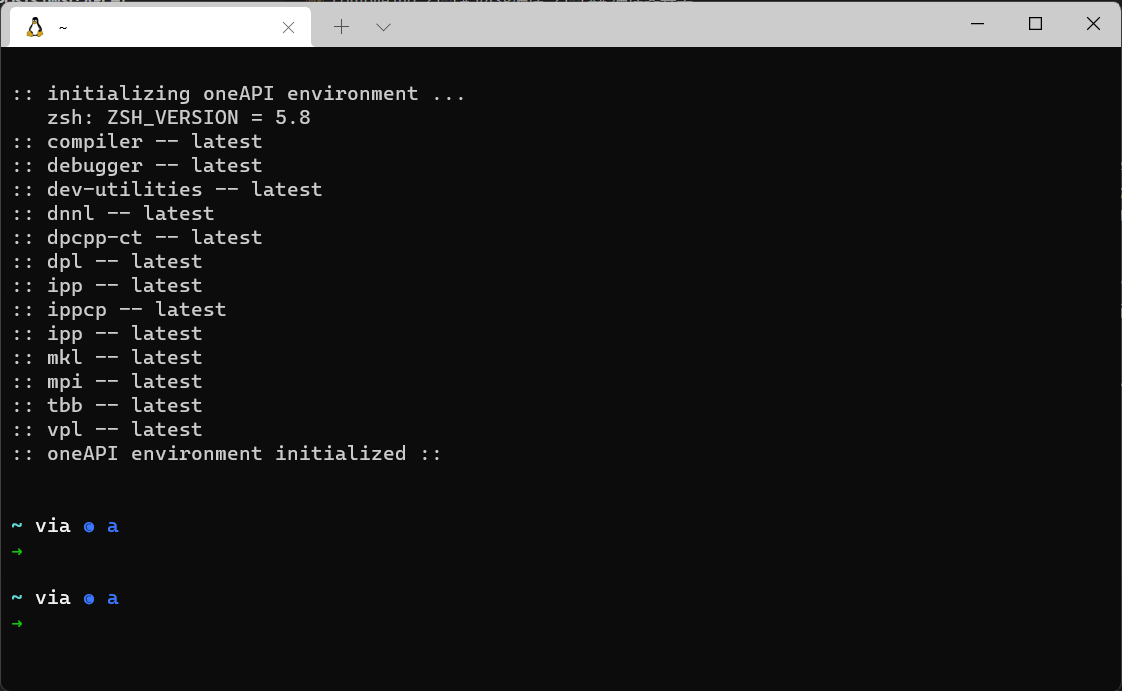 ~
:: initializing oneAPI environment ...
zsh: ZSH_VERSION = 5.8
:: compiler -- latest
:: debugger -- latest
:: dev-utilities -- latest
:: dnnl -- latest
:: dpcpp-ct -- latest
:: dpl -- latest
:: ipp -- latest
:: ippcp -- latest
:: ipp -- latest
:: mkl -- latest
:: mpi -- latest
:: tbb -- latest
:: vpl -- latest
:: oneAPI environment initialized ::
~ via © a
→
~ via © a
→